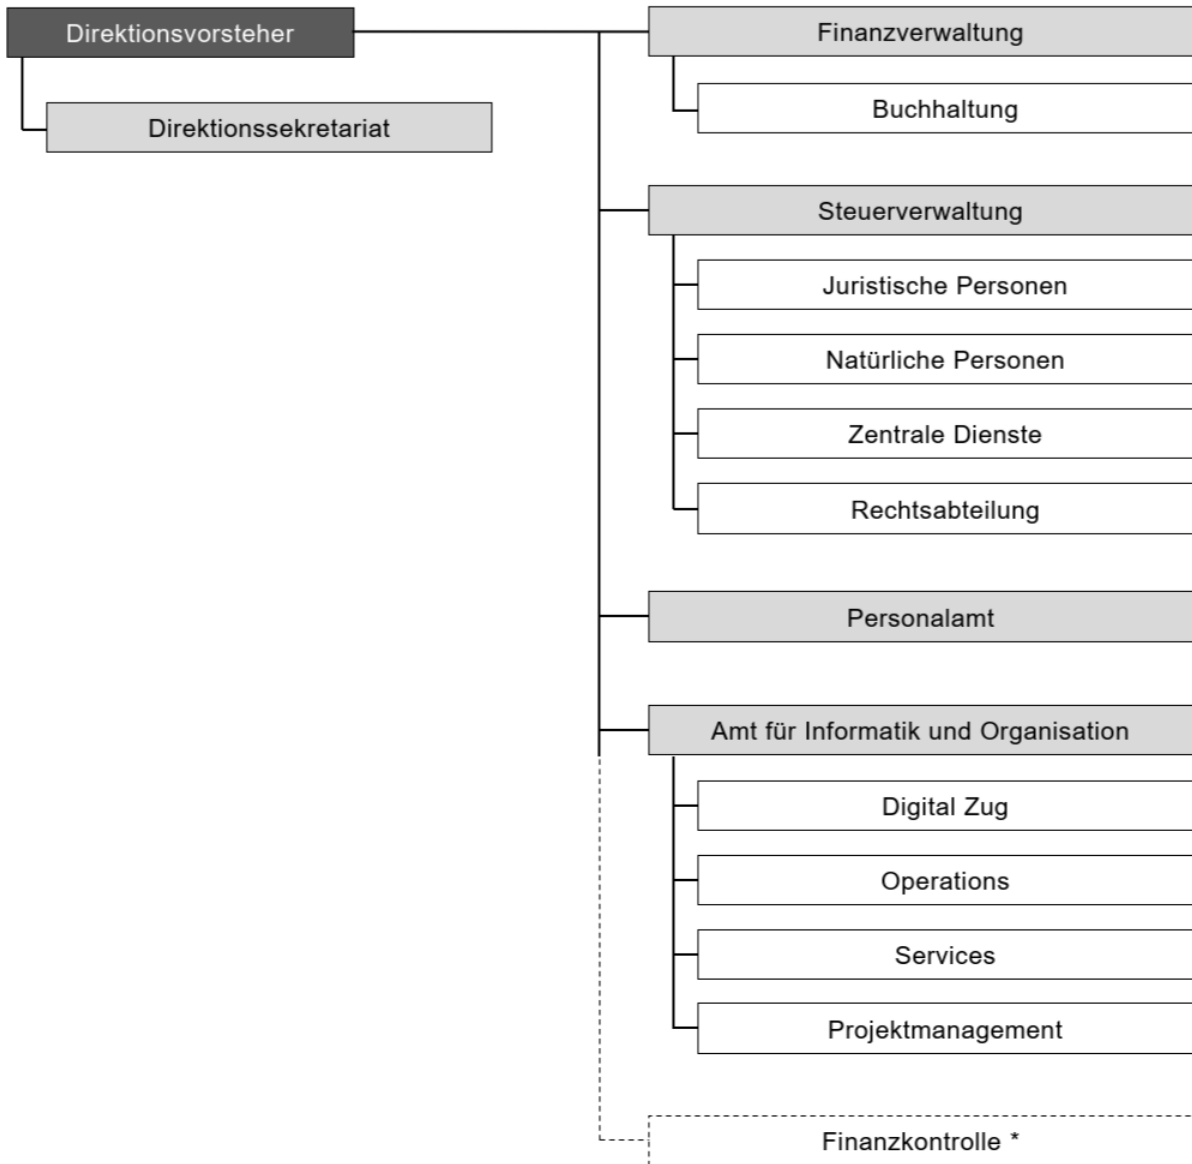 Direktionsvorsteher
Direktionssekretariat
Finanzverwaltung
Buchhaltung
Steuerverwaltung
Juristische Personen
Natürliche Personen
Zentrale Dienste
Rechtsabteilung
Personalamt
Amt für Informatik und Organisation
Digital Zug
Operations
Services
Projektmanagement
Finanzkontrolle *